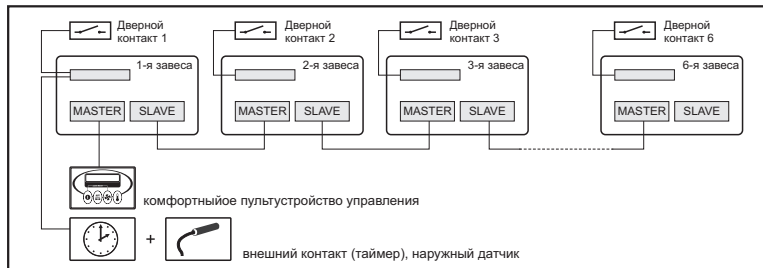 Дверной
контакт 1
Дверной
контакт 2
Дверной
контакт 3
Дверной
контакт 6
1-я завеса
2-я завеса
3-я завеса
6-я завеса
MASTER
SLAVE
MASTER
SLAVE
MASTER
SLAVE
MASTER
SLAVE
комфортныйое пультустройство управления
+
внешний контакт (таймер), наружный датчик